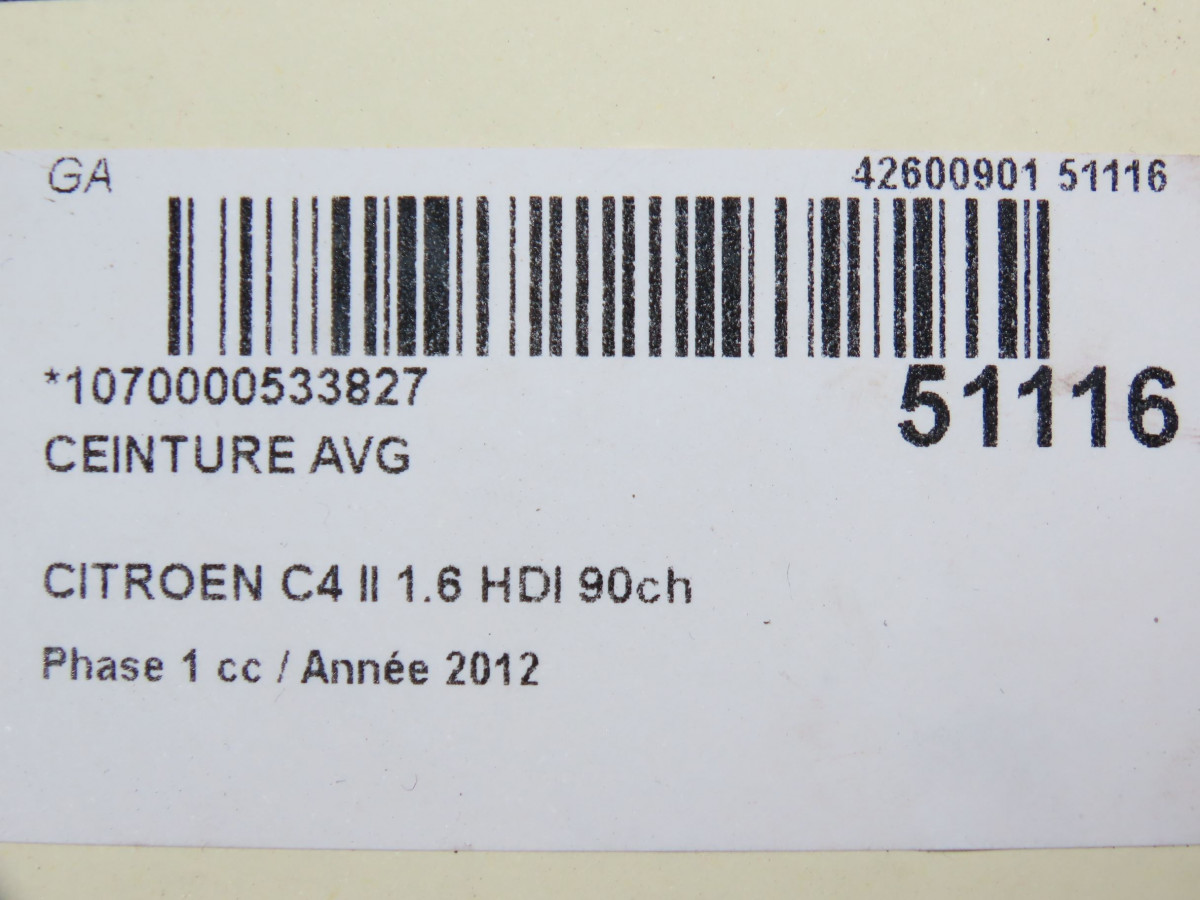 GA
42600901 51116
*1070000533827
51116
CEINTURE AVG
CITROEN C4 II 1.6 HDI 90ch
Phase 1 cc / Année 2012